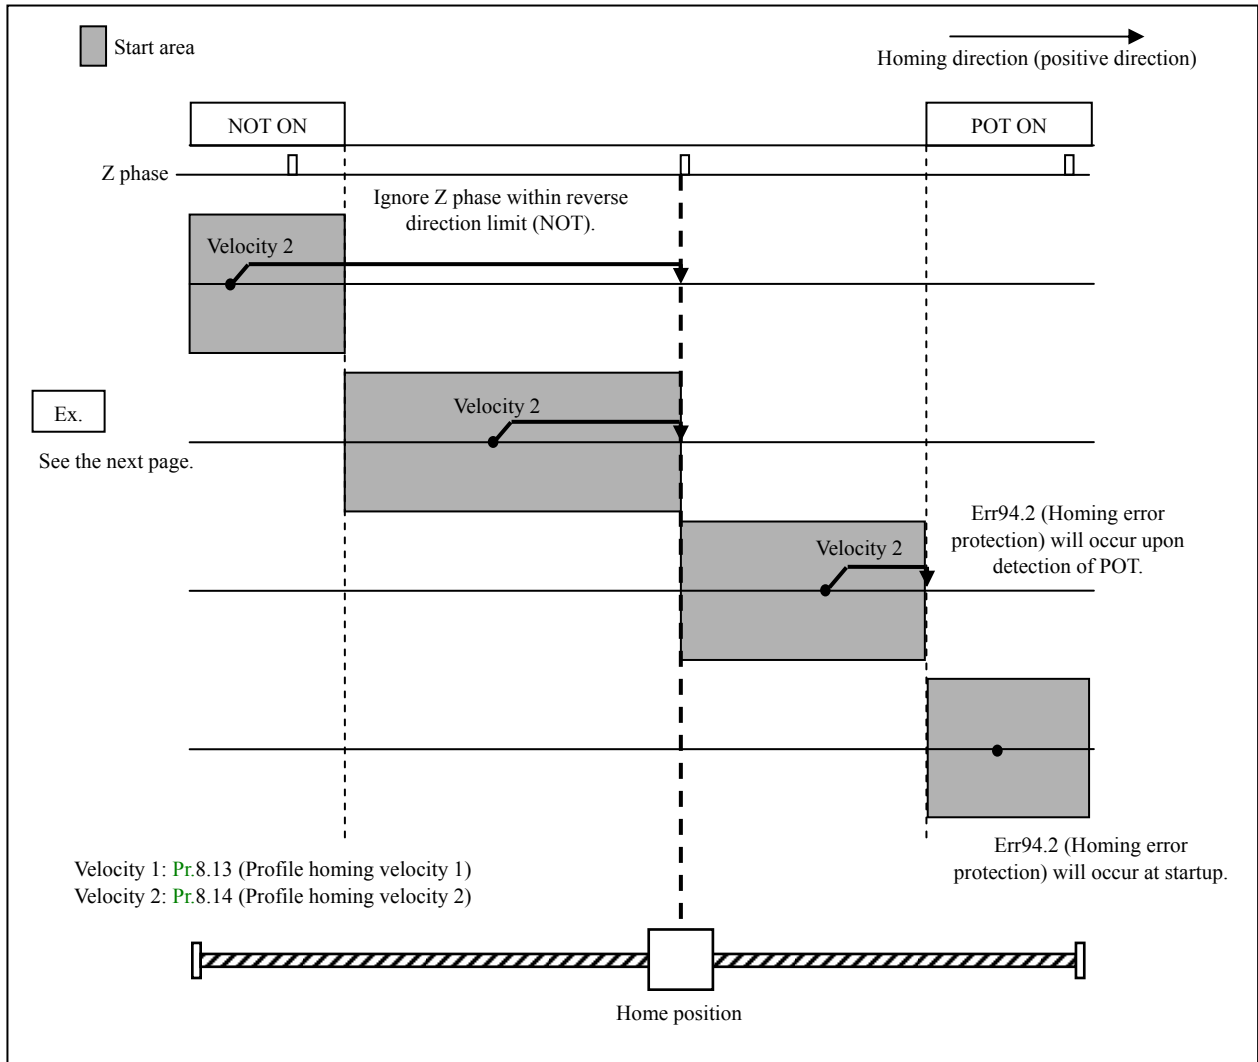 Start area
Homing direction (positive direction)
NOT ON
POT ON
Z phase
Ignore Z phase within reverse
direction limit (NOT).
Velocity 2
Ex.
See the next page.
Velocity 2
Velocity 2
Err94.2 (Homing error
protection) will occur upon
detection of POT.
Err94.2 (Homing error
protection) will occur at startup.
Velocity 1: Pr.8.13 (Profile homing velocity 1)
Velocity 2: Pr.8.14 (Profile homing velocity 2)
Home position